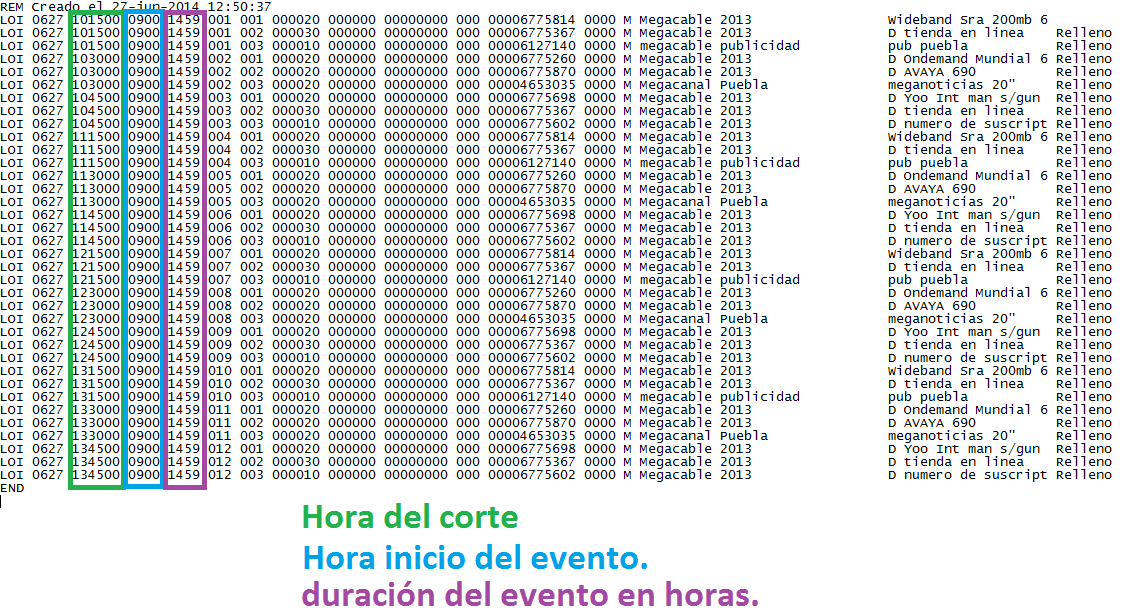 REM Creado el 27-jun-2014 12:50:37
LOI 0627 101500 0900 1459 001 001 000020 000000 00000000 000 00006775814 0000 M Megacable 2013 Wideband Sra 200mb 6
LOI 0627 101500 0900 1459 001 002 000030 000000 00000000 000 00006775367 0000 M Megacable 2013 D tienda en linea Relleno
LOI 0627 101500 0900 1459 001 003 000010 000000 00000000 000 00006127140 0000 M megacable publicidad pub puebla Relleno
LOI 0627 103000 0900 1459 002 001 000020 000000 00000000 000 00006775260 0000 M Megacable 2013 D Ondemand Mundial 6 Relleno
LOI 0627 103000 0900 1459 002 002 000020 000000 00000000 000 00006775870 0000 M Megacable 2013 D AVAYA 690 Relleno
LOI 0627 103000 0900 1459 002 003 000020 000000 00000000 000 00004653035 0000 M Megacanal Puebla meganoticias 20" Relleno
LOI 0627 104500 0900 1459 003 001 000020 000000 00000000 000 00006775698 0000 M Megacable 2013 D Yoo Int man s/gun Relleno
LOI 0627 104500 0900 1459 003 002 000030 000000 00000000 000 00006775367 0000 M Megacable 2013 D tienda en linea Relleno
LOI 0627 104500 0900 1459 003 003 000010 000000 00000000 000 00006775602 0000 M Megacable 2013 D numero de suscript Relleno
LOI 0627 111500 0900 1459 004 001 000020 000000 00000000 000 00006775814 0000 M Megacable 2013 Wideband Sra 200mb 6 Relleno
LOI 0627 111500 0900 1459 004 002 000030 000000 00000000 000 00006775367 0000 M Megacable 2013 D tienda en linea Relleno
LOI 0627 111500 0900 1459 004 003 000010 000000 00000000 000 00006127140 0000 M megacable publicidad pub puebla Relleno
LOI 0627 113000 0900 1459 005 001 000020 000000 00000000 000 00006775260 0000 M Megacable 2013 D Ondemand Mundial 6 Relleno
LOI 0627 113000 0900 1459 005 002 000020 000000 00000000 000 00006775870 0000 M Megacable 2013 D AVAYA 690 Relleno
LOI 0627 113000 0900 1459 005 003 000020 000000 00000000 000 00004653035 0000 M Megacanal Puebla meganoticias 20" Relleno
LOI 0627 114500 0900 1459 006 001 000020 000000 00000000 000 00006775698 0000 M Megacable 2013 D Yoo Int man s/gun Relleno
LOI 0627 114500 0900 1459 006 002 000030 000000 00000000 000 00006775367 0000 M Megacable 2013 D tienda en linea Relleno
LOI 0627 114500 0900 1459 006 003 000010 000000 00000000 000 00006775602 0000 M Megacable 2013 D numero de suscript Relleno
LOI 0627 121500 0900 1459 007 001 000020 000000 00000000 000 00006775814 0000 M Megacable 2013 Wideband Sra 200mb 6 Relleno
LOI 0627 121500 0900 1459 007 002 000030 000000 00000000 000 00006775367 0000 M Megacable 2013 D tienda en linea Relleno
LOI 0627 121500 0900 1459 007 003 000010 000000 00000000 000 00006127140 0000 M megacable publicidad pub puebla Relleno
LOI 0627 123000 0900 1459 008 001 000020 000000 00000000 000 00006775260 0000 M Megacable 2013 D Ondemand Mundial 6 Relleno
LOI 0627 123000 0900 1459 008 002 000020 000000 00000000 000 00006775870 0000 M Megacable 2013 D AVAYA 690 Relleno
LOI 0627 123000 0900 1459 008 003 000020 000000 00000000 000 00004653035 0000 M Megacanal Puebla meganoticias 20" Relleno
LOI 0627 124500 0900 1459 009 001 000020 000000 00000000 000 00006775698 0000 M Megacable 2013 D Yoo Int man s/gun Relleno
LOI 0627 124500 0900 1459 009 002 000030 000000 00000000 000 00006775367 0000 M Megacable 2013 D tienda en linea Relleno
LOI 0627 124500 0900 1459 009 003 000010 000000 00000000 000 00006775602 0000 M Megacable 2013 D numero de suscript Relleno
LOI 0627 131500 0900 1459 010 001 000020 000000 00000000 000 00006775814 0000 M Megacable 2013 Wideband Sra 200mb 6 Relleno
LOI 0627 131500 0900 1459 010 002 000030 000000 00000000 000 00006775367 0000 M Megacable 2013 D tienda en linea Relleno
LOI 0627 131500 0900 1459 010 003 000010 000000 00000000 000 00006127140 0000 M megacable publicidad pub puebla Relleno
LOI 0627 133000 0900 1459 011 001 000020 000000 00000000 000 00006775260 0000 M Megacable 2013 D Ondemand Mundial 6 Relleno
LOI 0627 133000 0900 1459 011 002 000020 000000 00000000 000 00006775870 0000 M Megacable 2013 D AVAYA 690 Relleno
LOI 0627 133000 0900 1459 011 003 000020 000000 00000000 000 00004653035 0000 M Megacanal Puebla meganoticias 20" Relleno
LOI 0627 134500 0900 1459 012 001 000020 000000 00000000 000 00006775698 0000 M Megacable 2013 D Yoo Int man s/gun Relleno
LOI 0627 134500 0900 1459 012 002 000030 000000 00000000 000 00006775367 0000 M Megacable 2013 D tienda en linea Relleno
LOI 0627 134500 0900 1459 012 003 000010 000000 00000000 000 00006775602 0000 M Megacable 2013 D numero de suscript Relleno
END
Hora del corte
Hora inicio del evento.
duración del evento en horas.